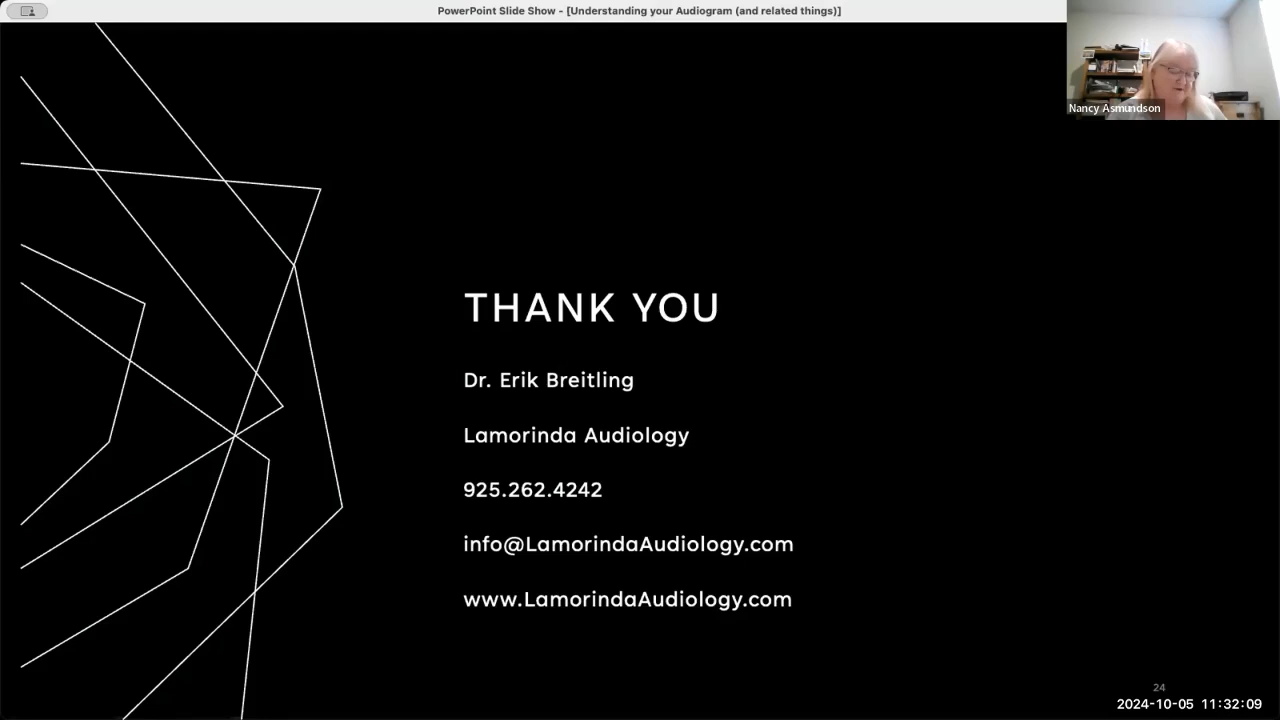 PowerPoint Slide Show - [Understanding your Audiogram (and related things)]
Nancy Asmundson
THANK YOU
Dr. Erik Breitling
Lamorinda Audiology
925.262.4242
info@LamorindaAudiology.com
www.LamorindaAudiology.com
24
2024-10-05 11:32:09